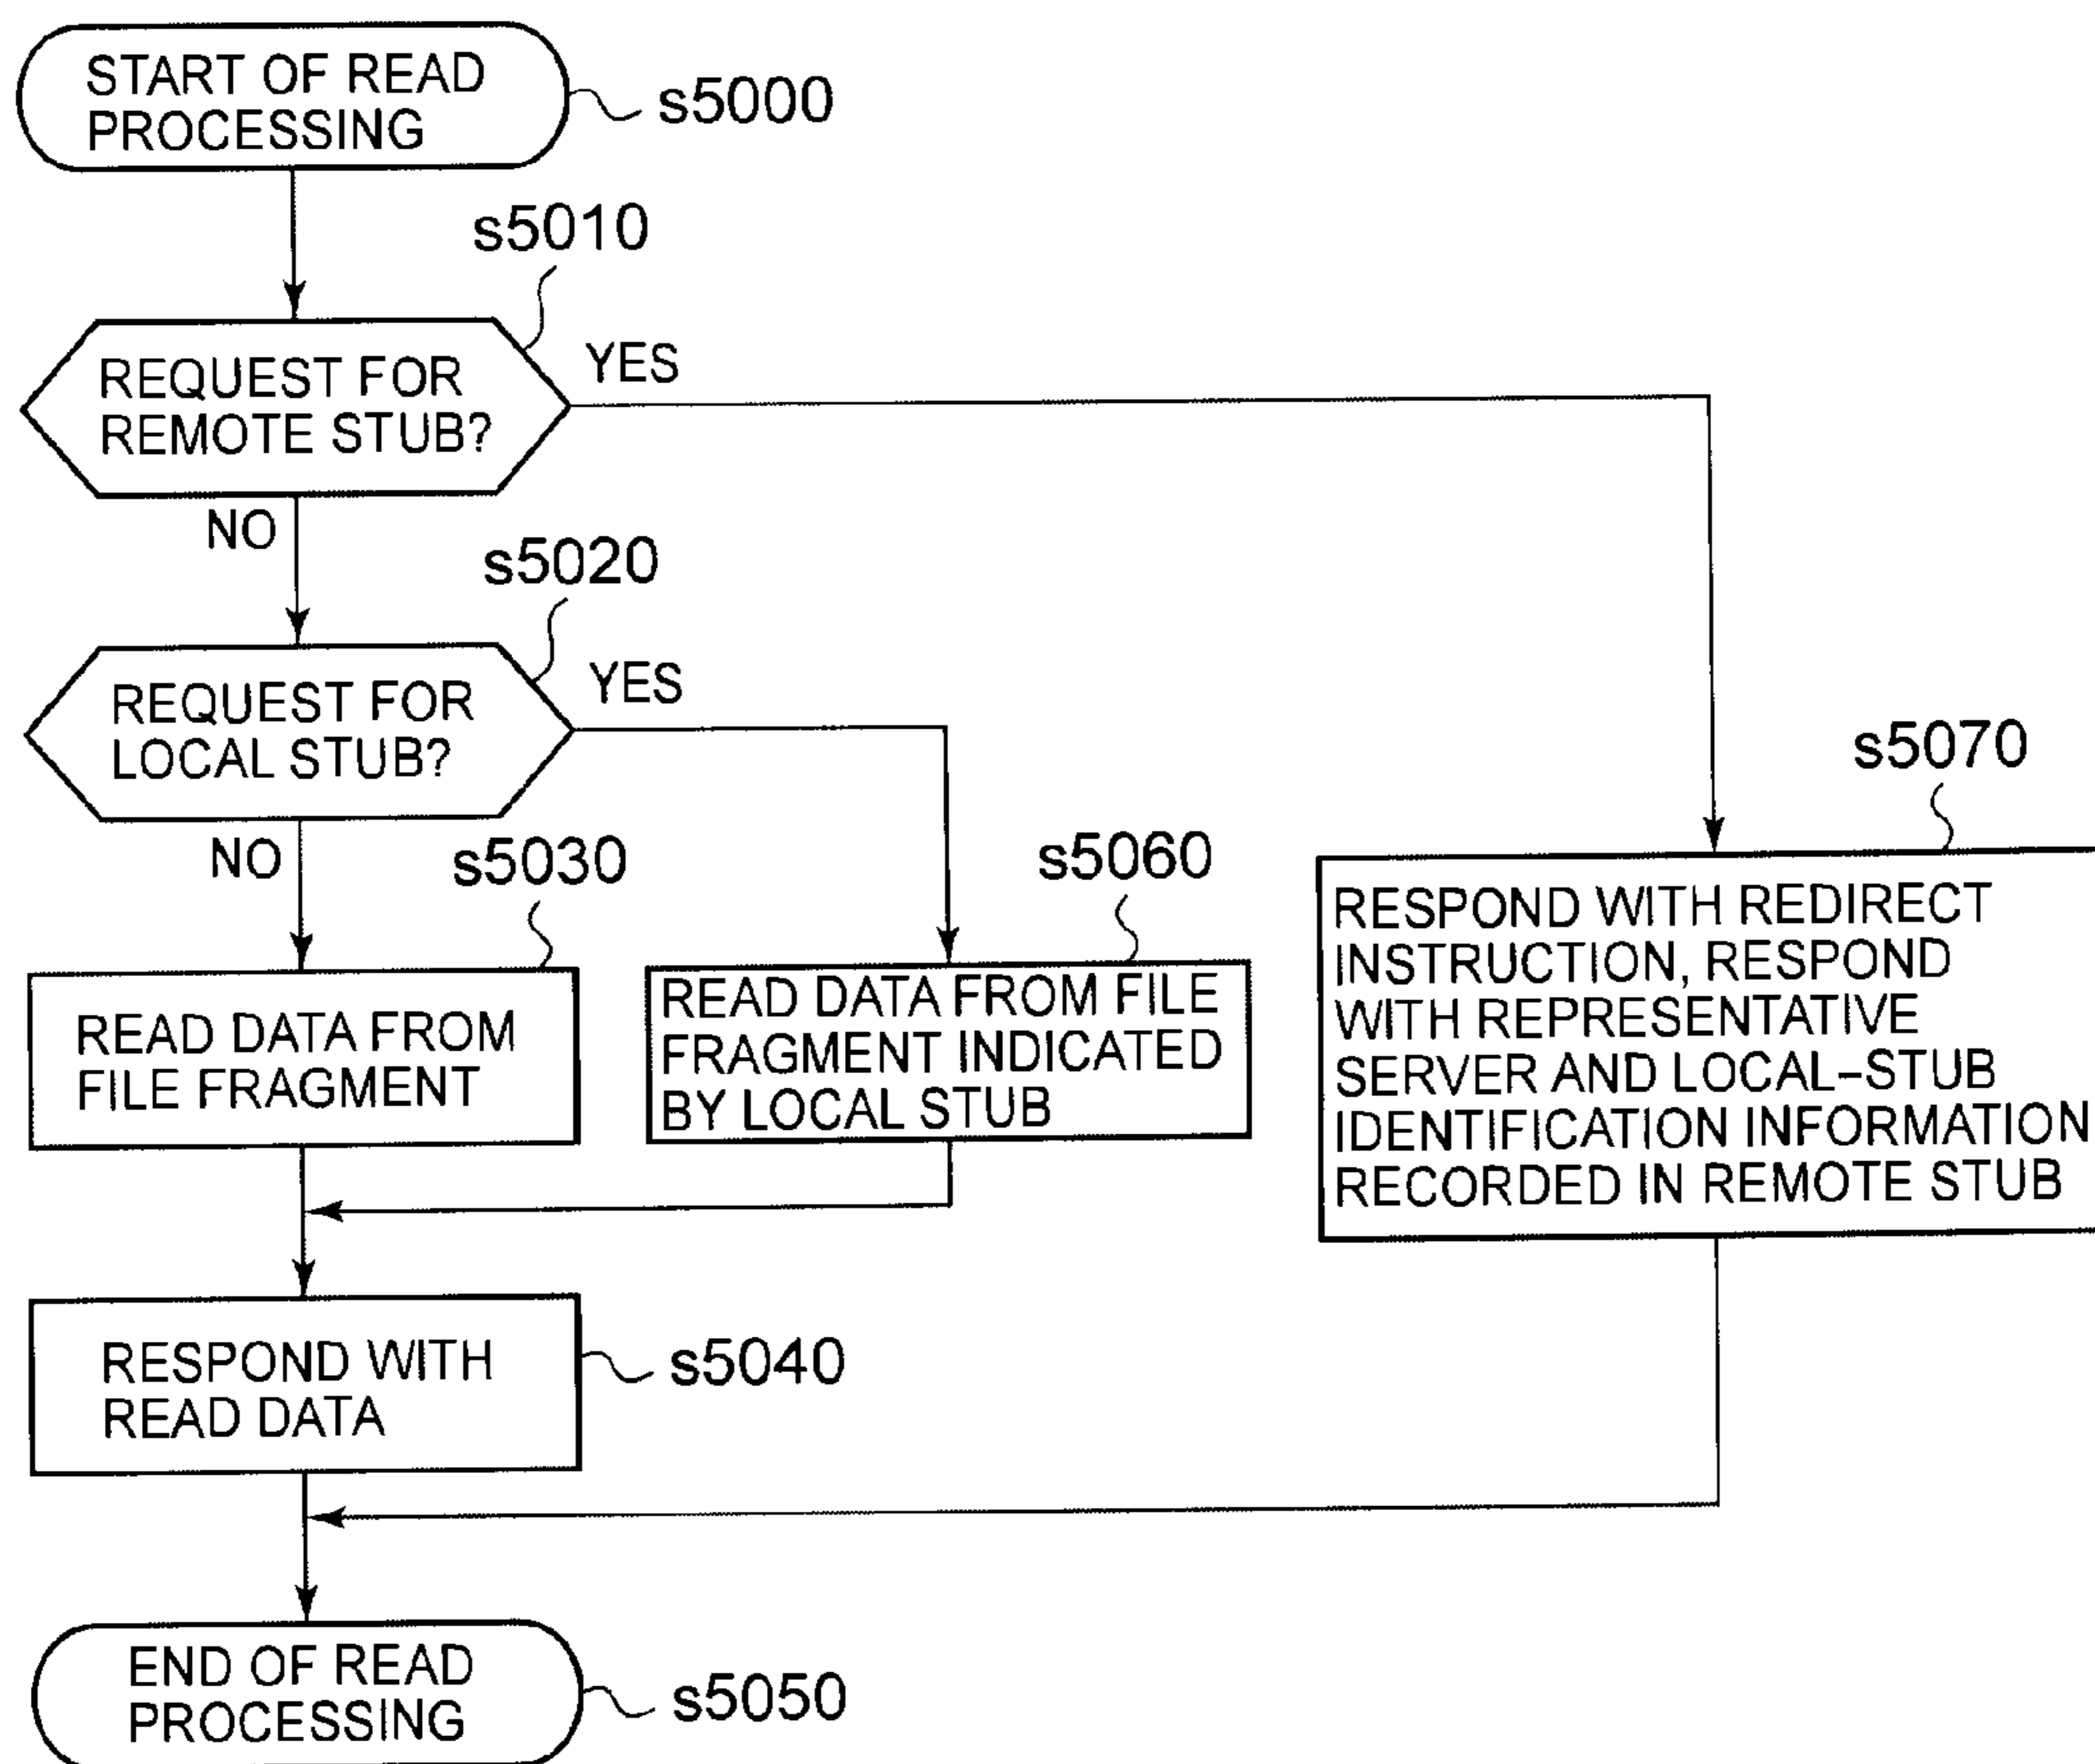 START OF READ
PROCESSING
s5000
s5010
REQUEST FOR
REMOTE STUB?
YES
NO
s5020
REQUEST FOR
LOCAL STUB?
YES
NO
s5030
READ DATA FROM
FILE FRAGMENT
s5060
READ DATA FROM FILE
FRAGMENT INDICATED
BY LOCAL STUB
s5070
RESPOND WITH REDIRECT
INSTRUCTION, RESPOND
WITH REPRESENTATIVE
SERVER AND LOCAL-STUB
IDENTIFICATION INFORMATION
RECORDED IN REMOTE STUB
RESPOND WITH
READ DATA
s5040
END OF READ
PROCESSING
s5050